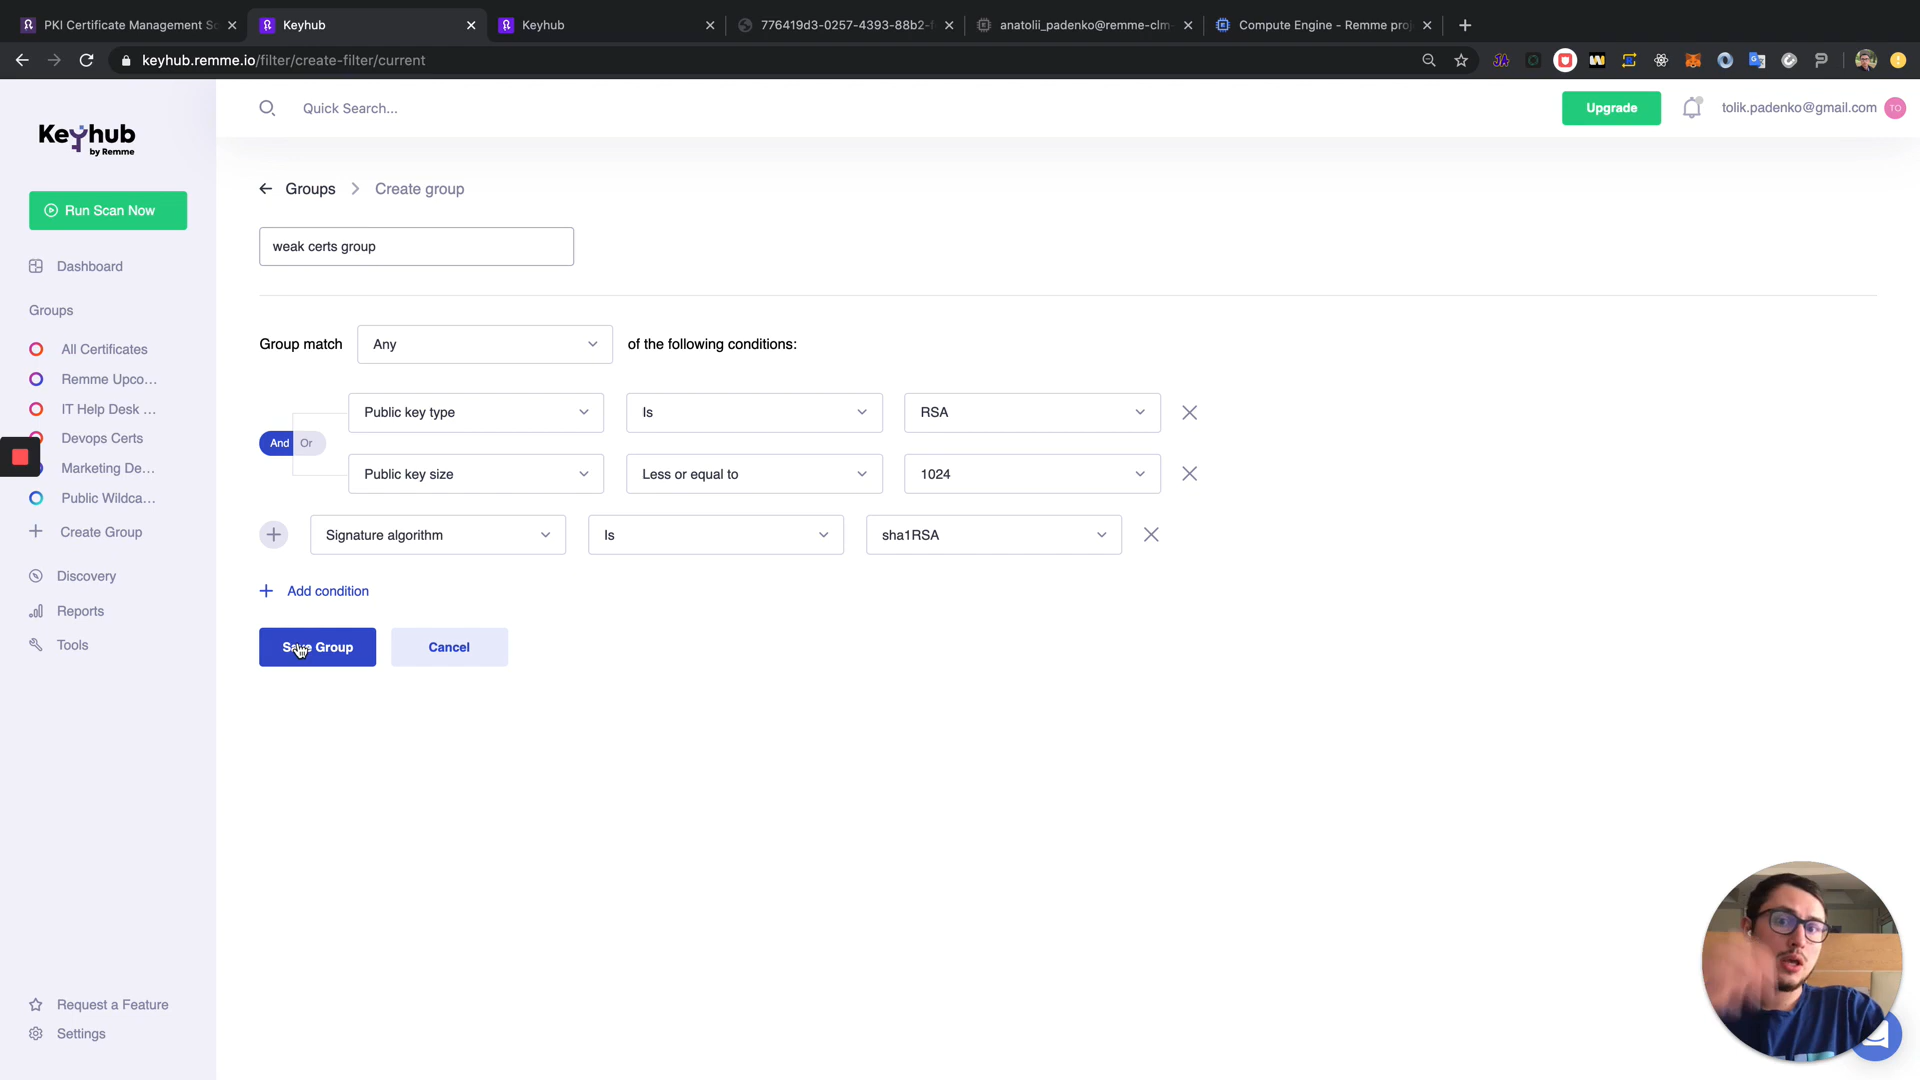 PKI Certificate Management So
Keyhub
Keyhub
776419d3-0257-4393-88b2-f
anatolii_padenko@remme-clm-
Compute Engine - Remme proj
keyhub.remme.io/filter/create-filter/current
Keyhub
by Remme
Quick Search...
Upgrade
tolik.padenko@gmail.com
TO
Run Scan Now
Dashboard
Groups
All Certificates
Remme Upco...
IT Help Desk ...
Devops Certs
Marketing De...
Public Wildca...
Create Group
Discovery
Reports
Tools
Request a Feature
Settings
Groups
Create group
weak certs group
Group match
Any
of the following conditions:
And
Or
Public key type
Is
RSA
Public key size
Less or equal to
1024
Signature algorithm
Is
sha1RSA
Add condition
Save Group
Cancel